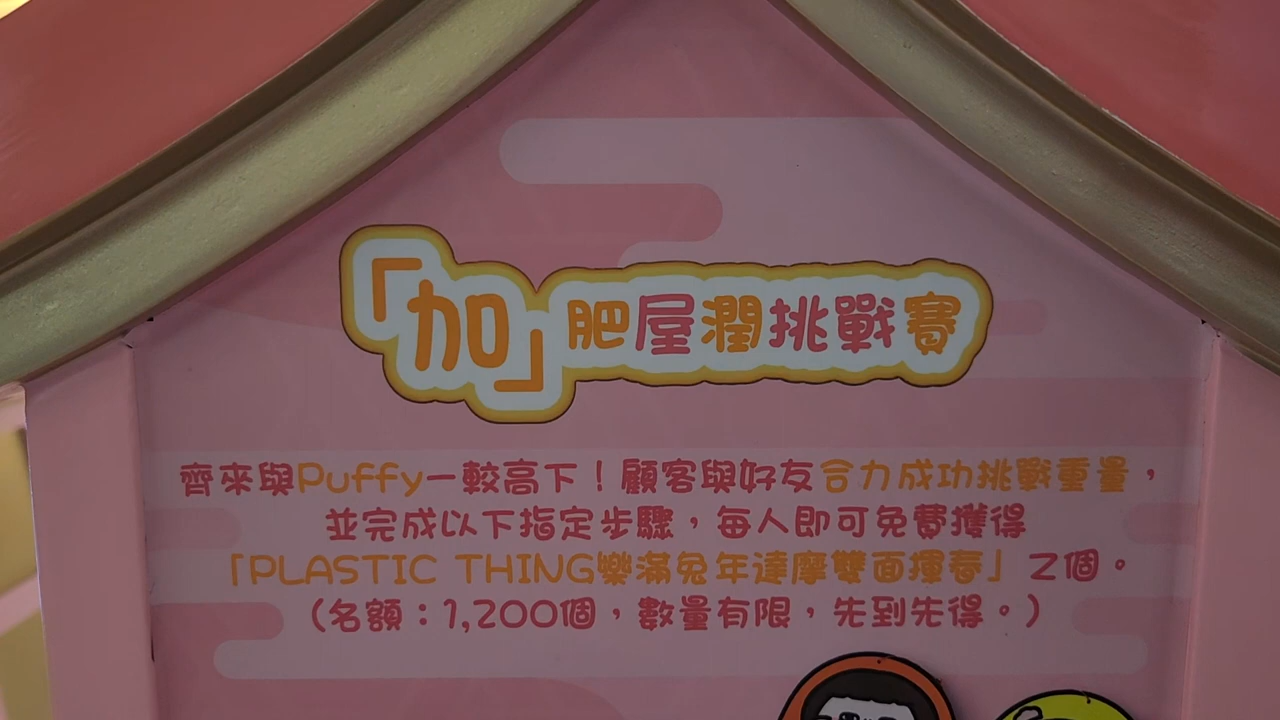 「加」肥屋潤挑戰賽
齊來與Puffy一較高下！顧客與好友合力成功挑戰重量，
並完成以下指定步驟，每人即可免費獲得
「PLASTIC THING樂滿兔年達摩雙面揮春」2個。
（名額：1,200個，數量有限，先到先得。）